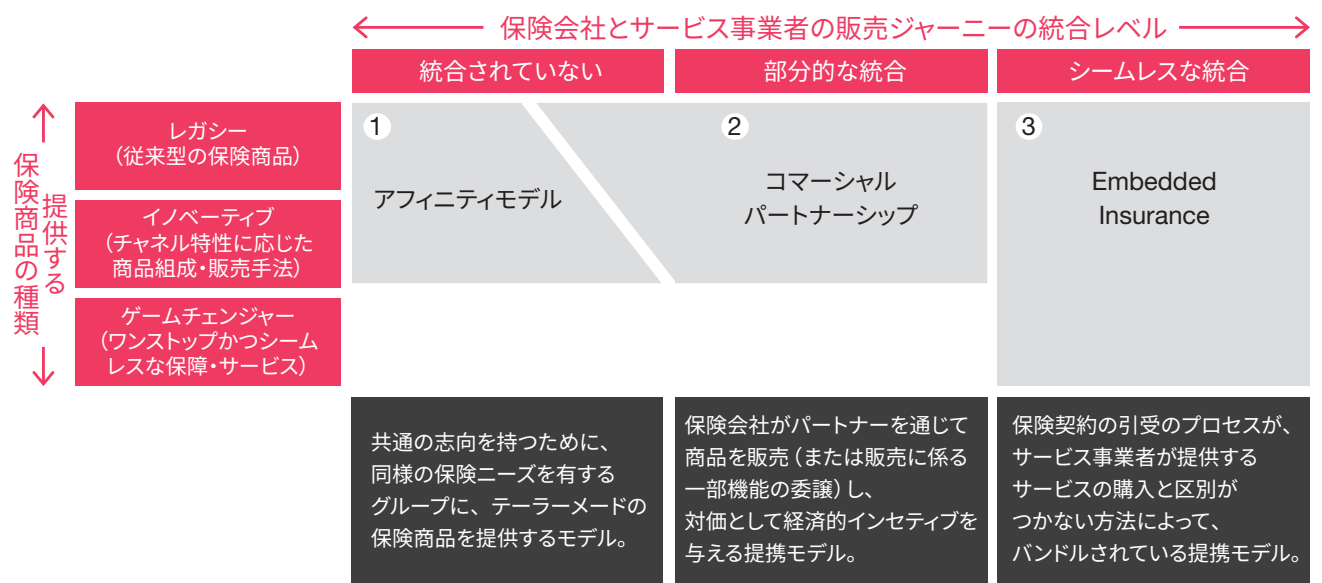 保険会社とサービス事業者の販売ジャーニーの統合レベル
統合されていない
部分的な統合
シームレスな統合
提供する
保険商品の種類
レガシー
（従来型の保険商品）
イノベーティブ
（チャネル特性に応じた
商品組成・販売手法）
ゲームチェンジャー
（ワンストップかつシーム
レスな保障・サービス）
1
アフィニティモデル
2
コマーシャル
パートナーシップ
3
Embedded
Insurance
共通の志向を持つために、
同様の保険ニーズを有する
グループに、テーラーメードの
保険商品を提供するモデル。
保険会社がパートナーを通じて
商品を販売（または販売に係る
一部機能の委譲）し、
対価として経済的インセティブを
与える提携モデル。
保険契約の引受のプロセスが、
サービス事業者が提供する
サービスの購入と区別が
つかない方法によって、
バンドルされている提携モデル。